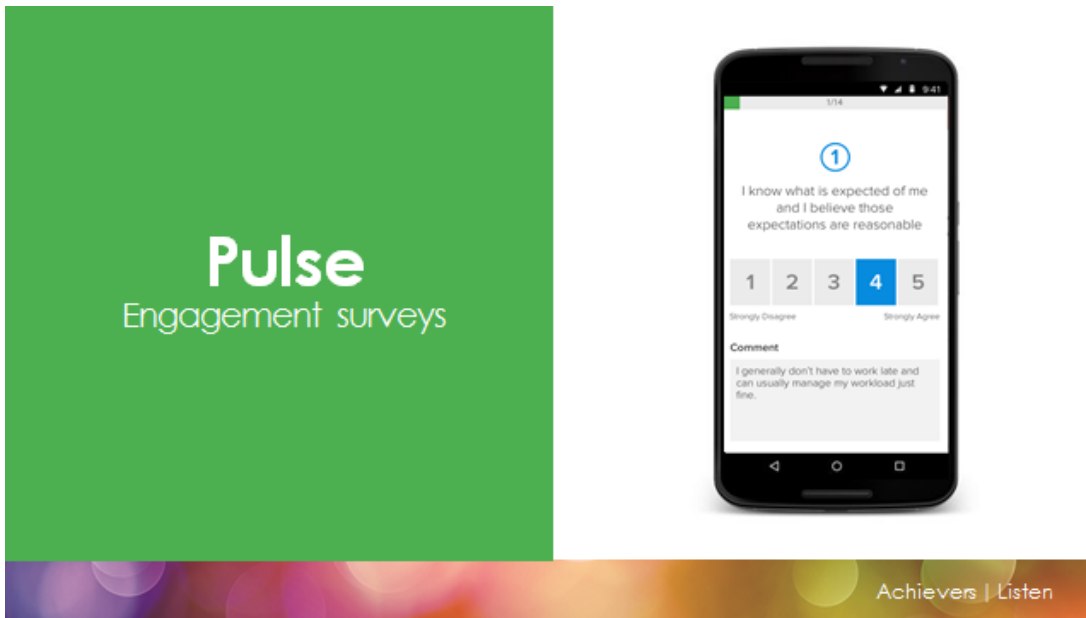 Pulse
Engagement surveys
9:41
1/14
1
I know what is expected of me
and I believe those
expectations are reasonable
1 2 3 4 5
Strongly Disagree Strongly Agree
Comment
I generally don't have to work late and
can usually manage my workload just
fine.
Achievers | Listen